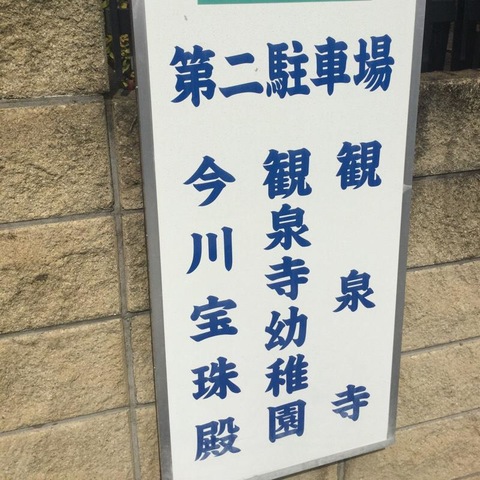 第二駐車場
観泉寺
観泉寺幼稚園
今川宝珠殿